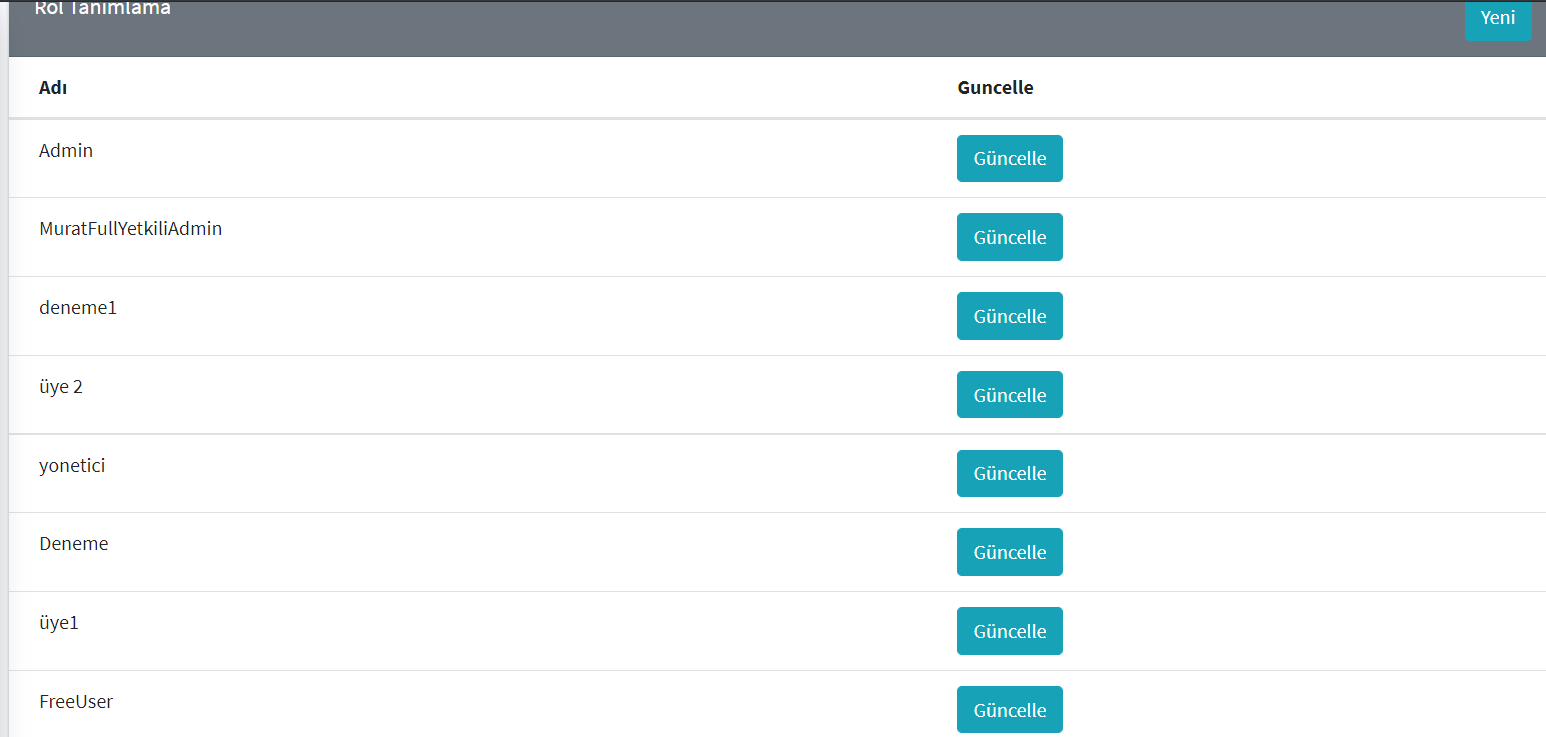 Rol Tanımlama
Yeni
Adı Guncelle
Admin Güncelle
MuratFullYetkiliAdmin Güncelle
deneme1 Güncelle
üye 2 Güncelle
yonetici Güncelle
Deneme Güncelle
üye1 Güncelle
FreeUser Güncelle